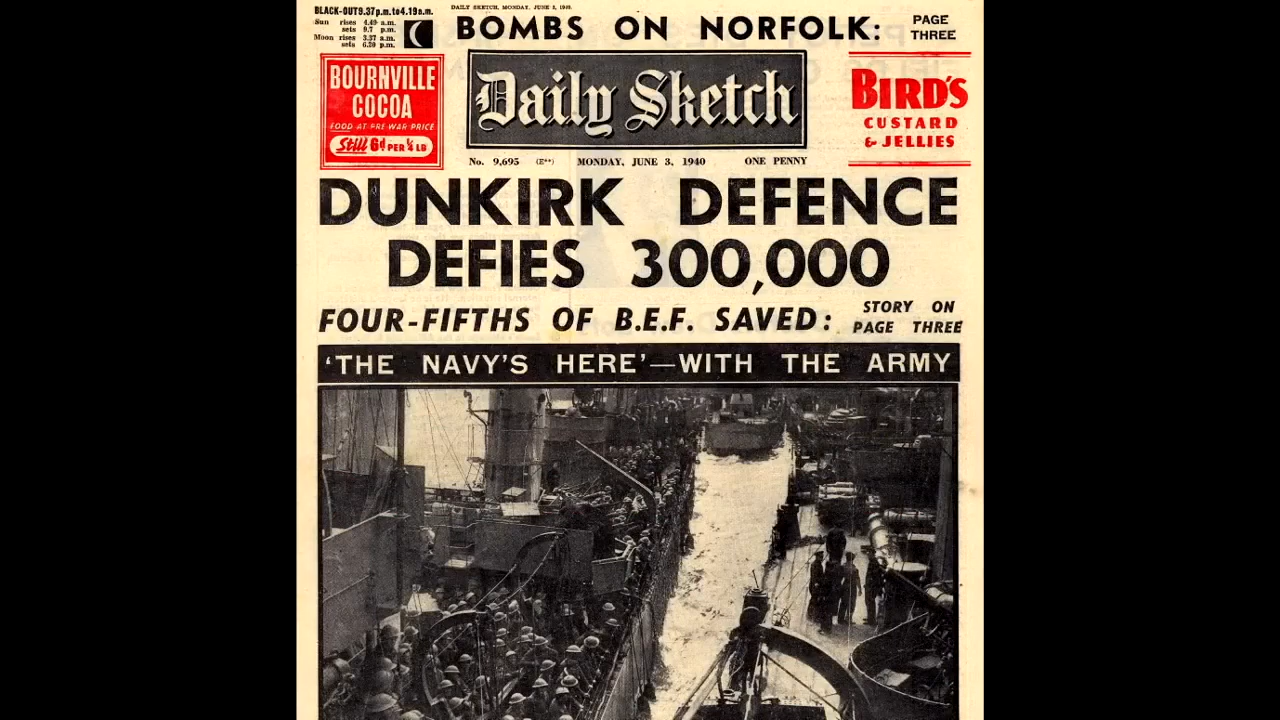 BLACK-OUT 9.37 p.m. to 4.19 a.m.
Sun rises 4.49 a.m.
sets 9.7 p.m.
Moon rises 3.37 a.m.
sets 6.20 p.m.
DAILY SKETCH, MONDAY, JUNE 3, 1940.
BOMBS ON NORFOLK:
PAGE
THREE
BOURNVILLE
COCOA
FOOD AT PRE-WAR PRICE
Still 6d PER ¼ LB
Daily Sketch
BIRD'S
CUSTARD
& JELLIES
No. 9,695 (E**) MONDAY, JUNE 3, 1940 ONE PENNY
DUNKIRK DEFENCE
DEFIES 300,000
FOUR-FIFTHS OF B.E.F. SAVED:
STORY ON
PAGE THREE
'THE NAVY'S HERE'—WITH THE ARMY